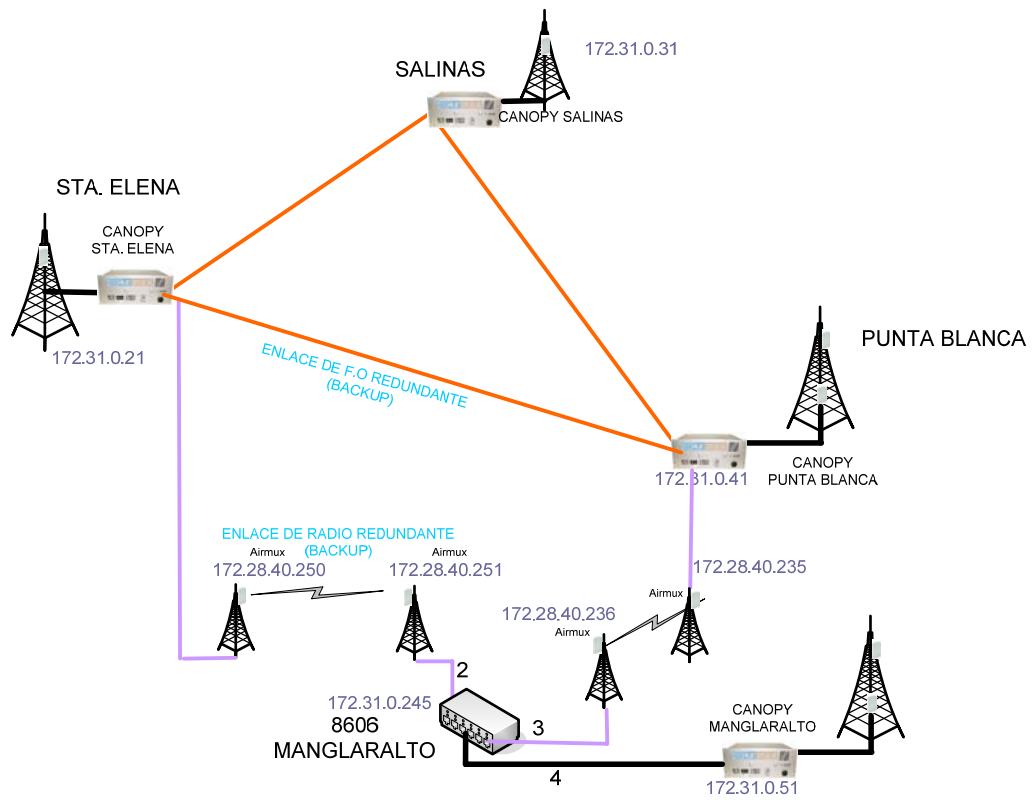 172.31.0.31
SALINAS
CANOPY SALINAS
STA. ELENA
CANOPY
STA. ELENA
172.31.0.21
ENLACE DE F.O REDUNDANTE
(BACKUP)
PUNTA BLANCA
CANOPY
PUNTA BLANCA
172.31.0.41
ENLACE DE RADIO REDUNDANTE
(BACKUP)
Airmux
172.28.40.250
Airmux
172.28.40.251
172.28.40.235
Airmux
172.28.40.236
Airmux
2
172.31.0.245
8606
MANGLARALTO
3
4
CANOPY
MANGLARALTO
172.31.0.51